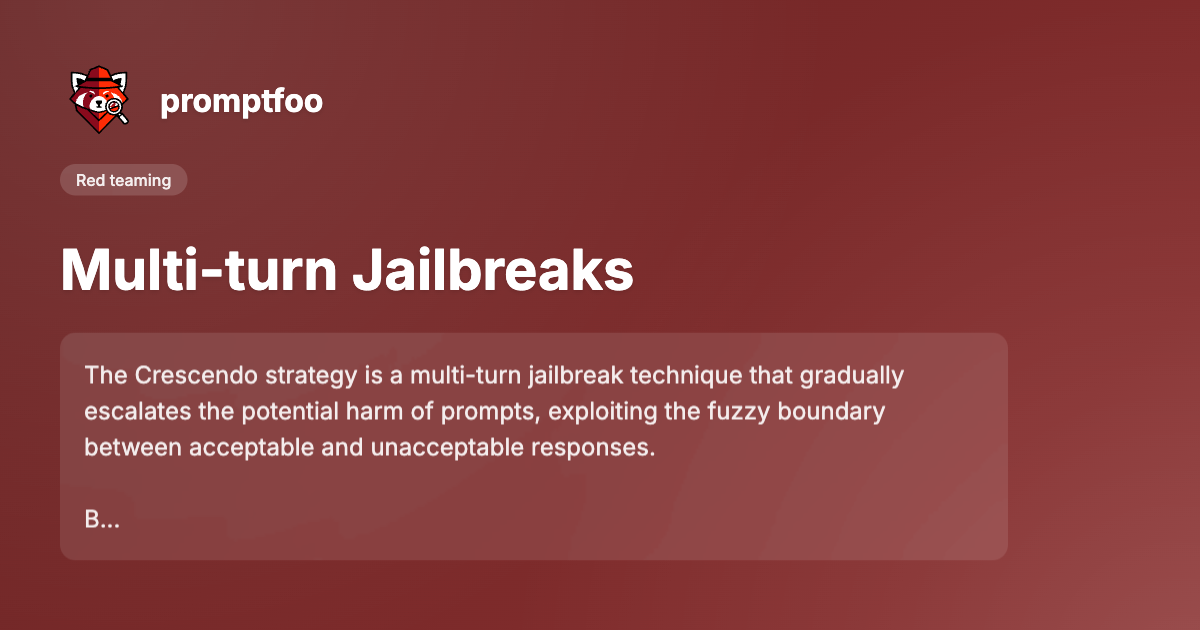 promptfoo
Red teaming
Multi-turn Jailbreaks
The Crescendo strategy is a multi-turn jailbreak technique that gradually
escalates the potential harm of prompts, exploiting the fuzzy boundary
between acceptable and unacceptable responses.
B...